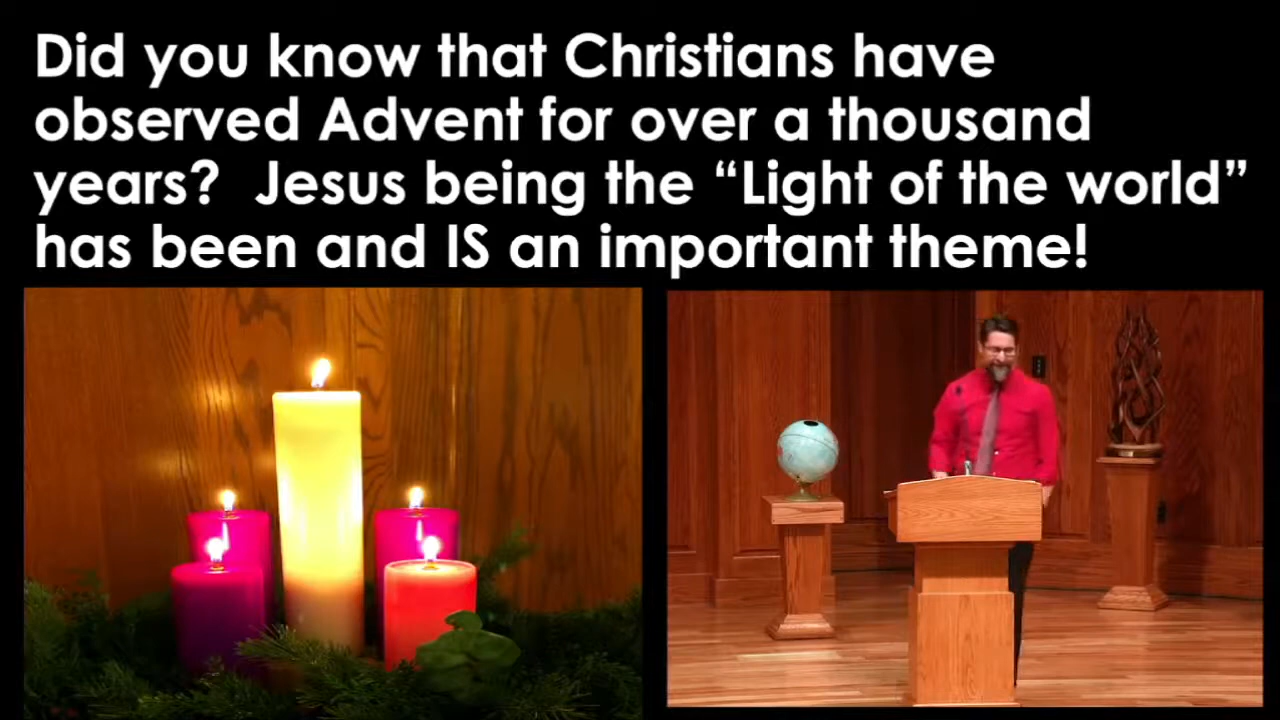 Did you know that Christians have
observed Advent for over a thousand
years?  Jesus being the “Light of the world”
has been and IS an important theme!